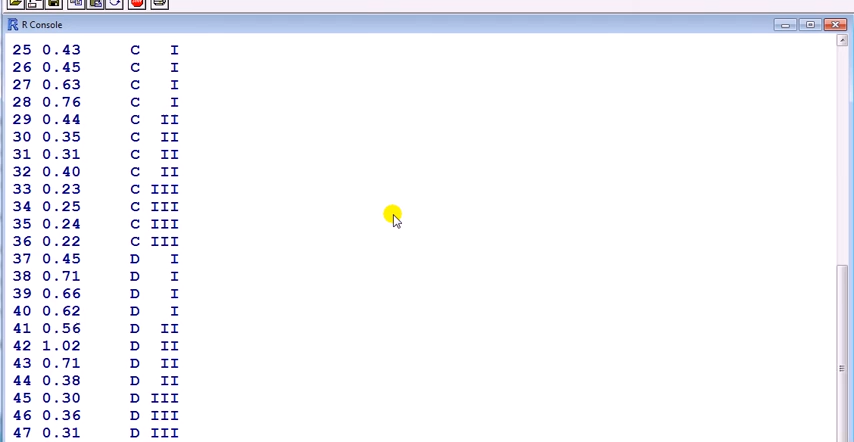 R Console
25 0.43 C I
26 0.45 C I
27 0.63 C I
28 0.76 C I
29 0.44 C II
30 0.35 C II
31 0.31 C II
32 0.40 C II
33 0.23 C III
34 0.25 C III
35 0.24 C III
36 0.22 C III
37 0.45 D I
38 0.71 D I
39 0.66 D I
40 0.62 D I
41 0.56 D II
42 1.02 D II
43 0.71 D II
44 0.38 D II
45 0.30 D III
46 0.36 D III
47 0.31 D III